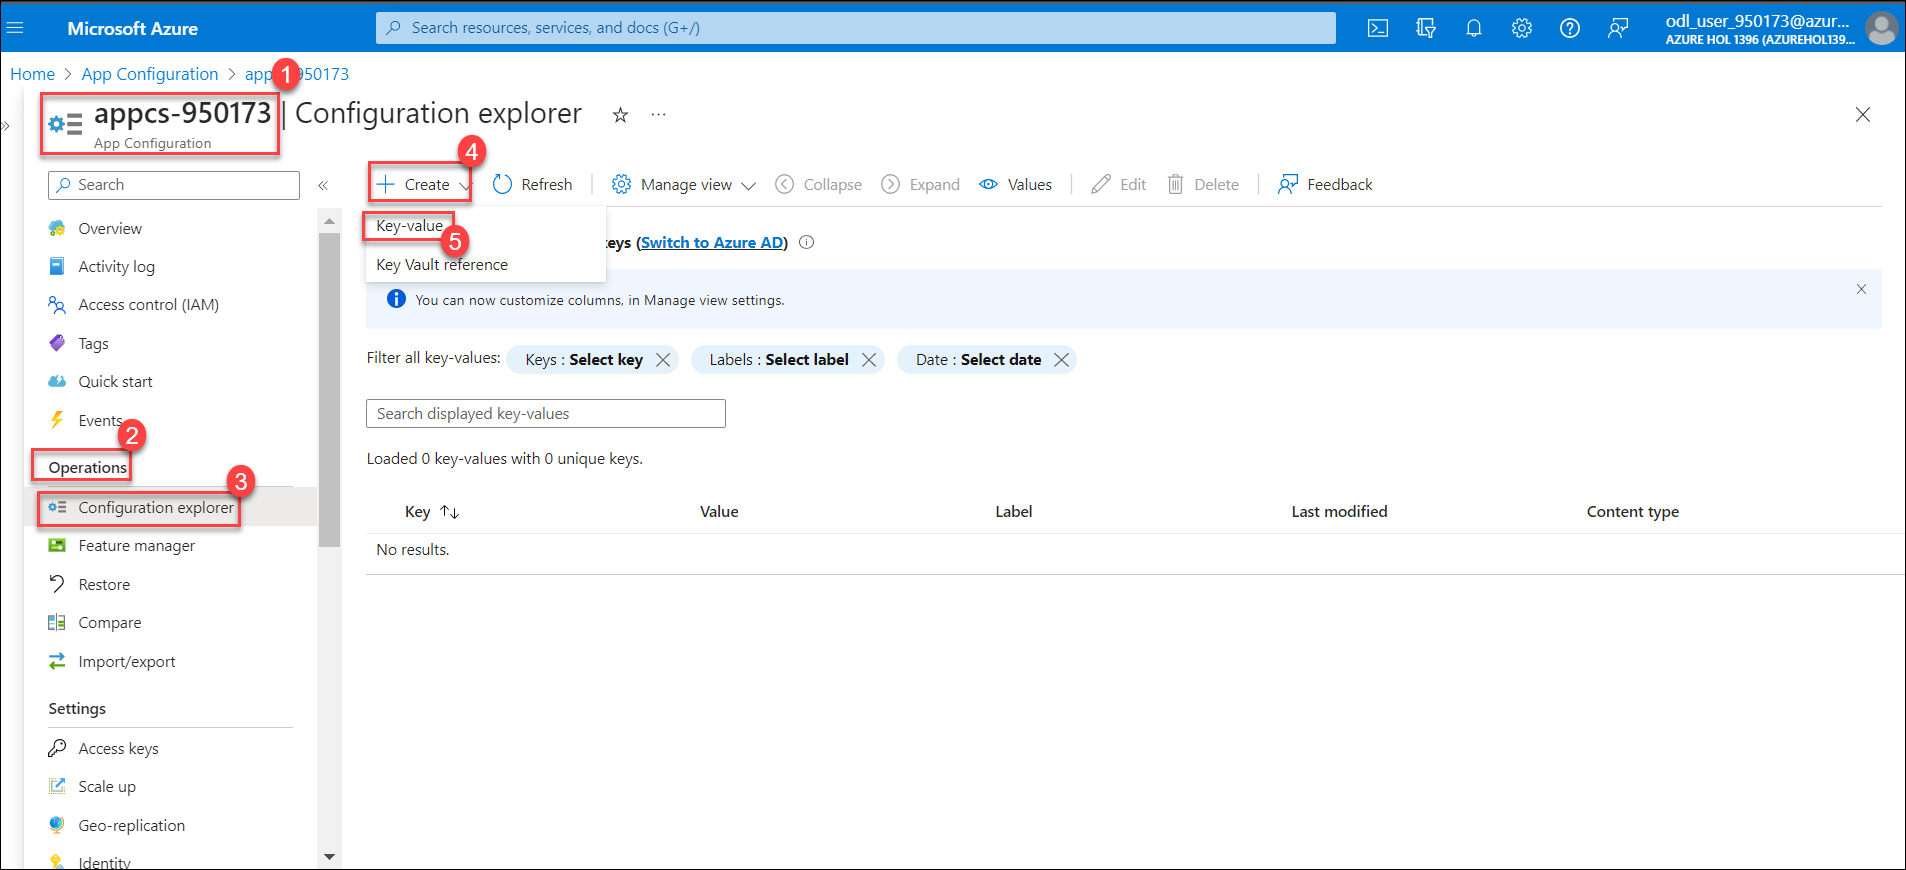 Microsoft Azure
Search resources, services, and docs (G+/)
odl_user_950173@azur...
AZURE HOL 1396 (AZUREHOL139...
Home > App Configuration > app 950173
1
appcs-950173 | Configuration explorer
App Configuration
4
Search
Create Refresh Manage view Collapse Expand Values Edit Delete Feedback
Key-value
5
eys (Switch to Azure AD)
Key Vault reference
You can now customize columns, in Manage view settings.
Filter all key-values: Keys : Select key Labels : Select label Date : Select date
Search displayed key-values
Loaded 0 key-values with 0 unique keys.
Key Value Label Last modified Content type
No results.
Overview
Activity log
Access control (IAM)
Tags
Quick start
Events
2
Operations
3
Configuration explorer
Feature manager
Restore
Compare
Import/export
Settings
Access keys
Scale up
Geo-replication
Identity